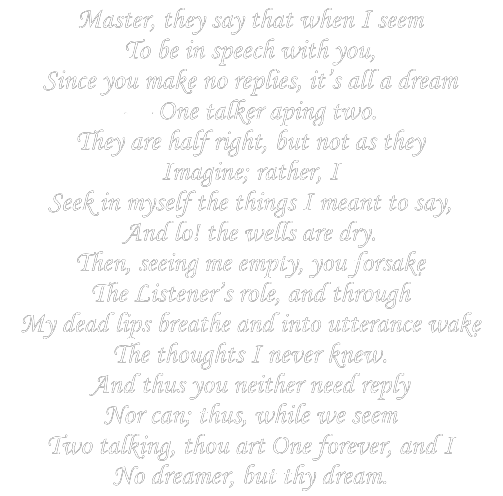 Master, they say that when I seem
To be in speech with you,
Since you make no replies, it's all a dream
One talker aping two.
They are half right, but not as they
Imagine; rather, I
Seek in myself the things I meant to say,
And lo! the wells are dry.
Then, seeing me empty, you forsake
The Listener's role, and through
My dead lips breathe and into utterance wake
The thoughts I never knew.
And thus you neither need reply
Nor can; thus, while we seem
Two talking, thou art One forever, and I
No dreamer, but thy dream.